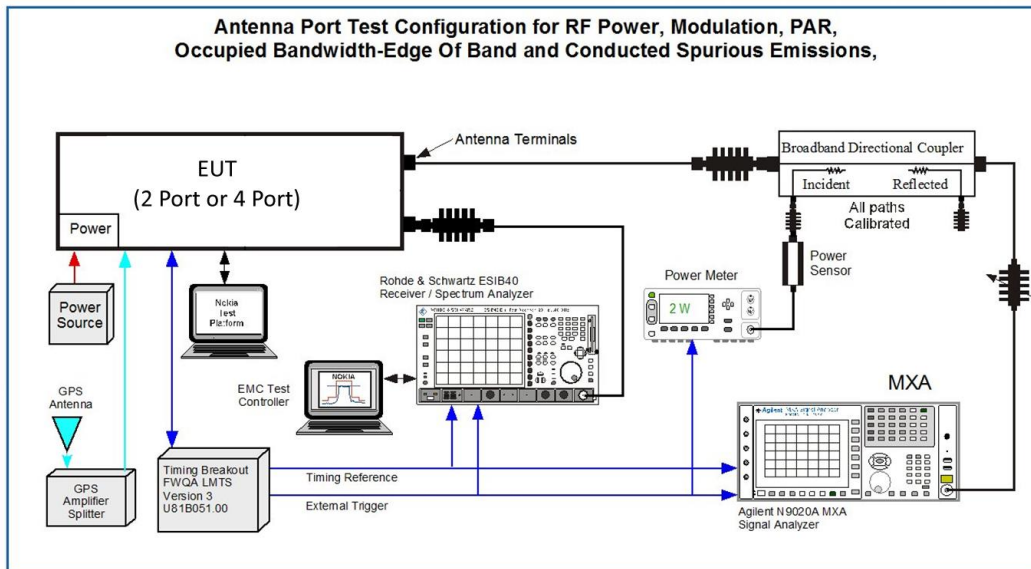 Antenna Port Test Configuration for RF Power, Modulation, PAR,
Occupied Bandwidth-Edge Of Band and Conducted Spurious Emissions,
Antenna Terminals
EUT
(2 Port or 4 Port)
Power
Broadband Directional Coupler
Incident
Reflected
All paths
Calibrated
Power
Sensor
Power Meter
2 W
Rohde & Schwartz ESIB40
Receiver / Spectrum Analyzer
Power
Source
Nokia
Test
Platform
EMC Test
Controller
NOKIA
MXA
Agilent
GPS
Antenna
GPS
Amplifier
Splitter
Timing Breakout
FWQA LMTS
Version 3
U81B051.00
Timing Reference
External Trigger
Agilent N9020A MXA
Signal Analyzer